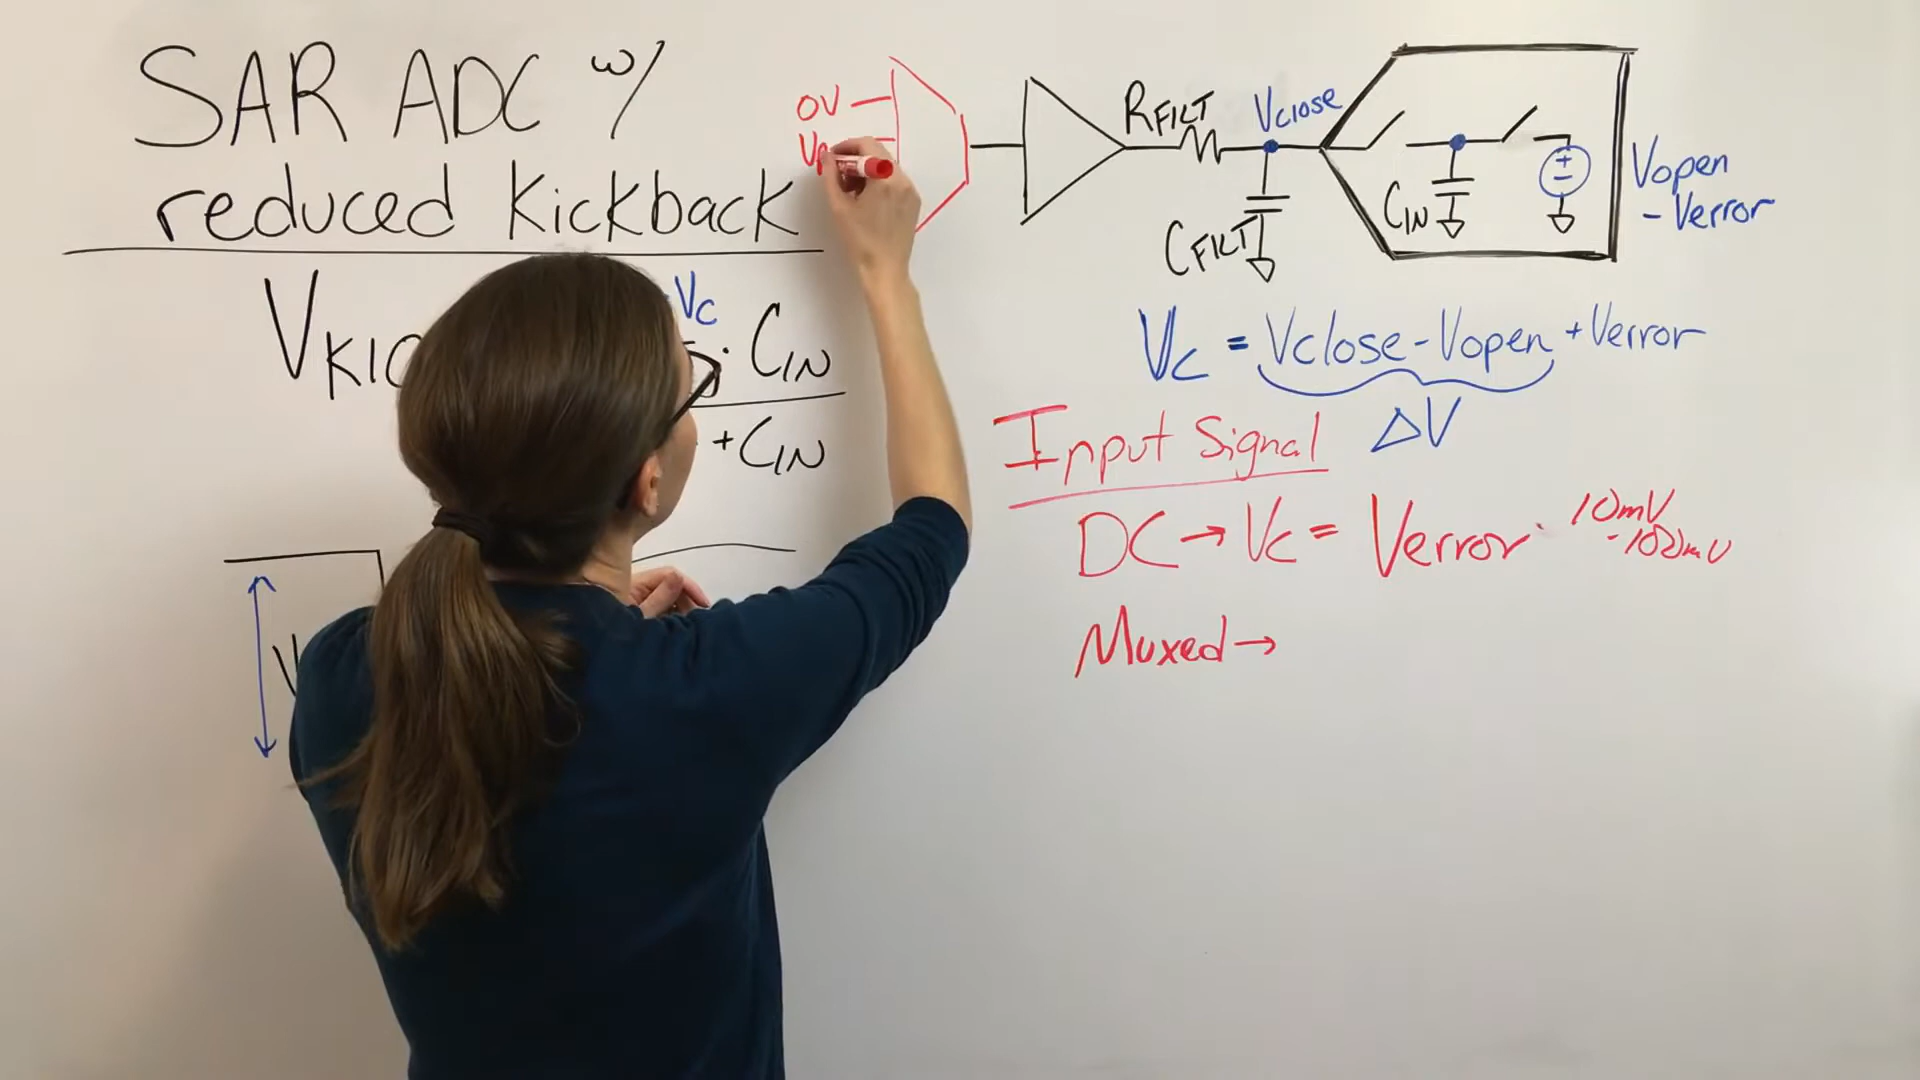 SAR ADC w/
reduced Kickback
0V
RFILT
Vclose
CFILT
CIN
+
-
Vopen
- Verror
Vc
· CIN
+ CIN
Vc = Vclose - Vopen + Verror
ΔV
Input Signal
DC → Vc = Verror
10mV
-100mV
Muxed →